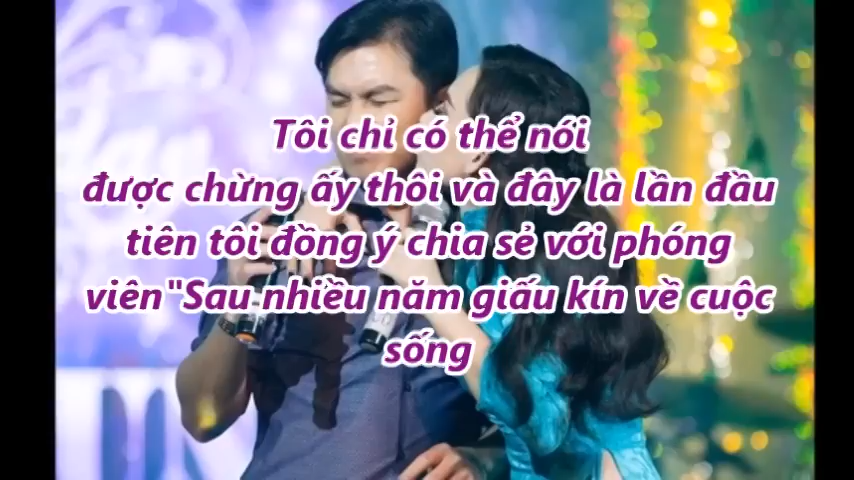 Tôi chỉ có thể nói
được chừng ấy thôi và đây là lần đầu
tiên tôi đồng ý chia sẻ với phóng
viên"Sau nhiều năm giấu kín về cuộc
sống